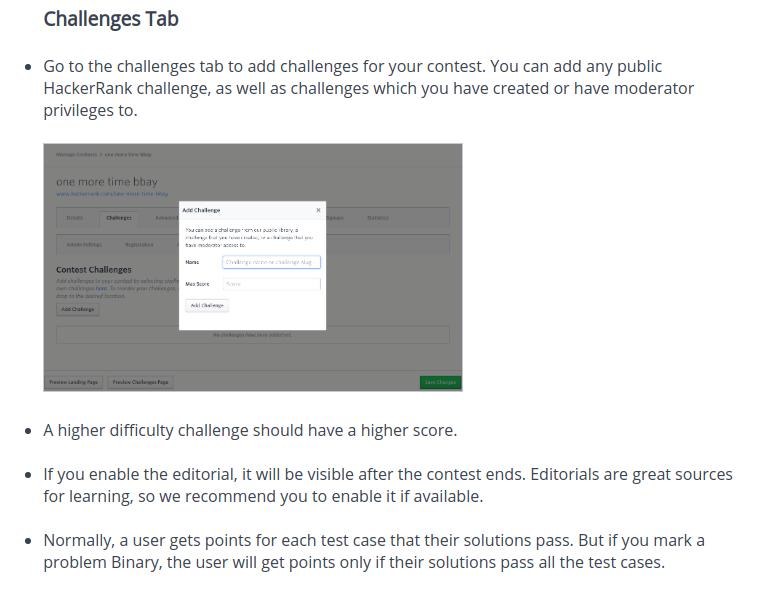 Challenges Tab
Go to the challenges tab to add challenges for your contest. You can add any public
HackerRank challenge, as well as challenges which you have created or have moderator
privileges to.
Manage Contests > one more time bbay
one more time bbay
www.hackerrank.com/one-more-time-bbay
Details Challenges Advanced Signups Statistics
Admin Settings Registration
Add Challenge ×
You can add a challenge from our public library, a
challenge that you have created, or a challenge that you
have moderator access to.
Name Challenge name or challenge slug
Max Score Score
Add Challenge
Contest Challenges
Add challenges to your contest by selecting
own challenges here. To reorder your challenges,
drop to the desired location.
Add Challenge
No challenges have been added yet.
Preview Landing Page Preview Challenges Page Save Changes
A higher difficulty challenge should have a higher score.
If you enable the editorial, it will be visible after the contest ends. Editorials are great sources
for learning, so we recommend you to enable it if available.
Normally, a user gets points for each test case that their solutions pass. But if you mark a
problem Binary, the user will get points only if their solutions pass all the test cases.